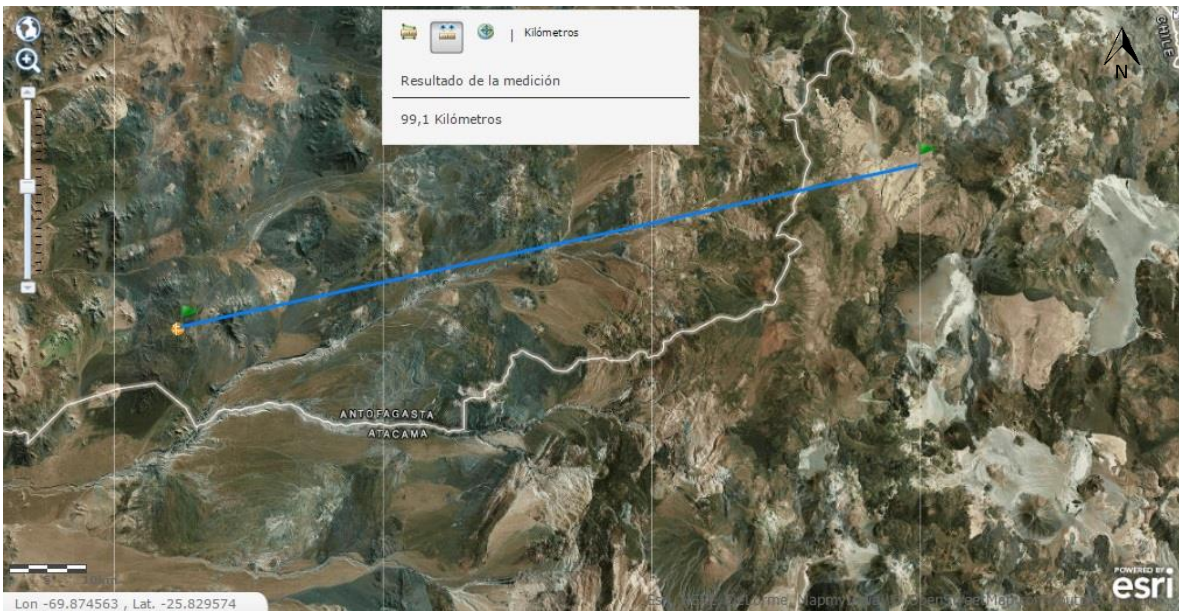 | Kilómetros
CHILE
N
Resultado de la medición
99,1 Kilómetros
ANTOFAGASTA
ATACAMA
POWERED BY
esri
Lon -69.874563 , Lat. -25.829574